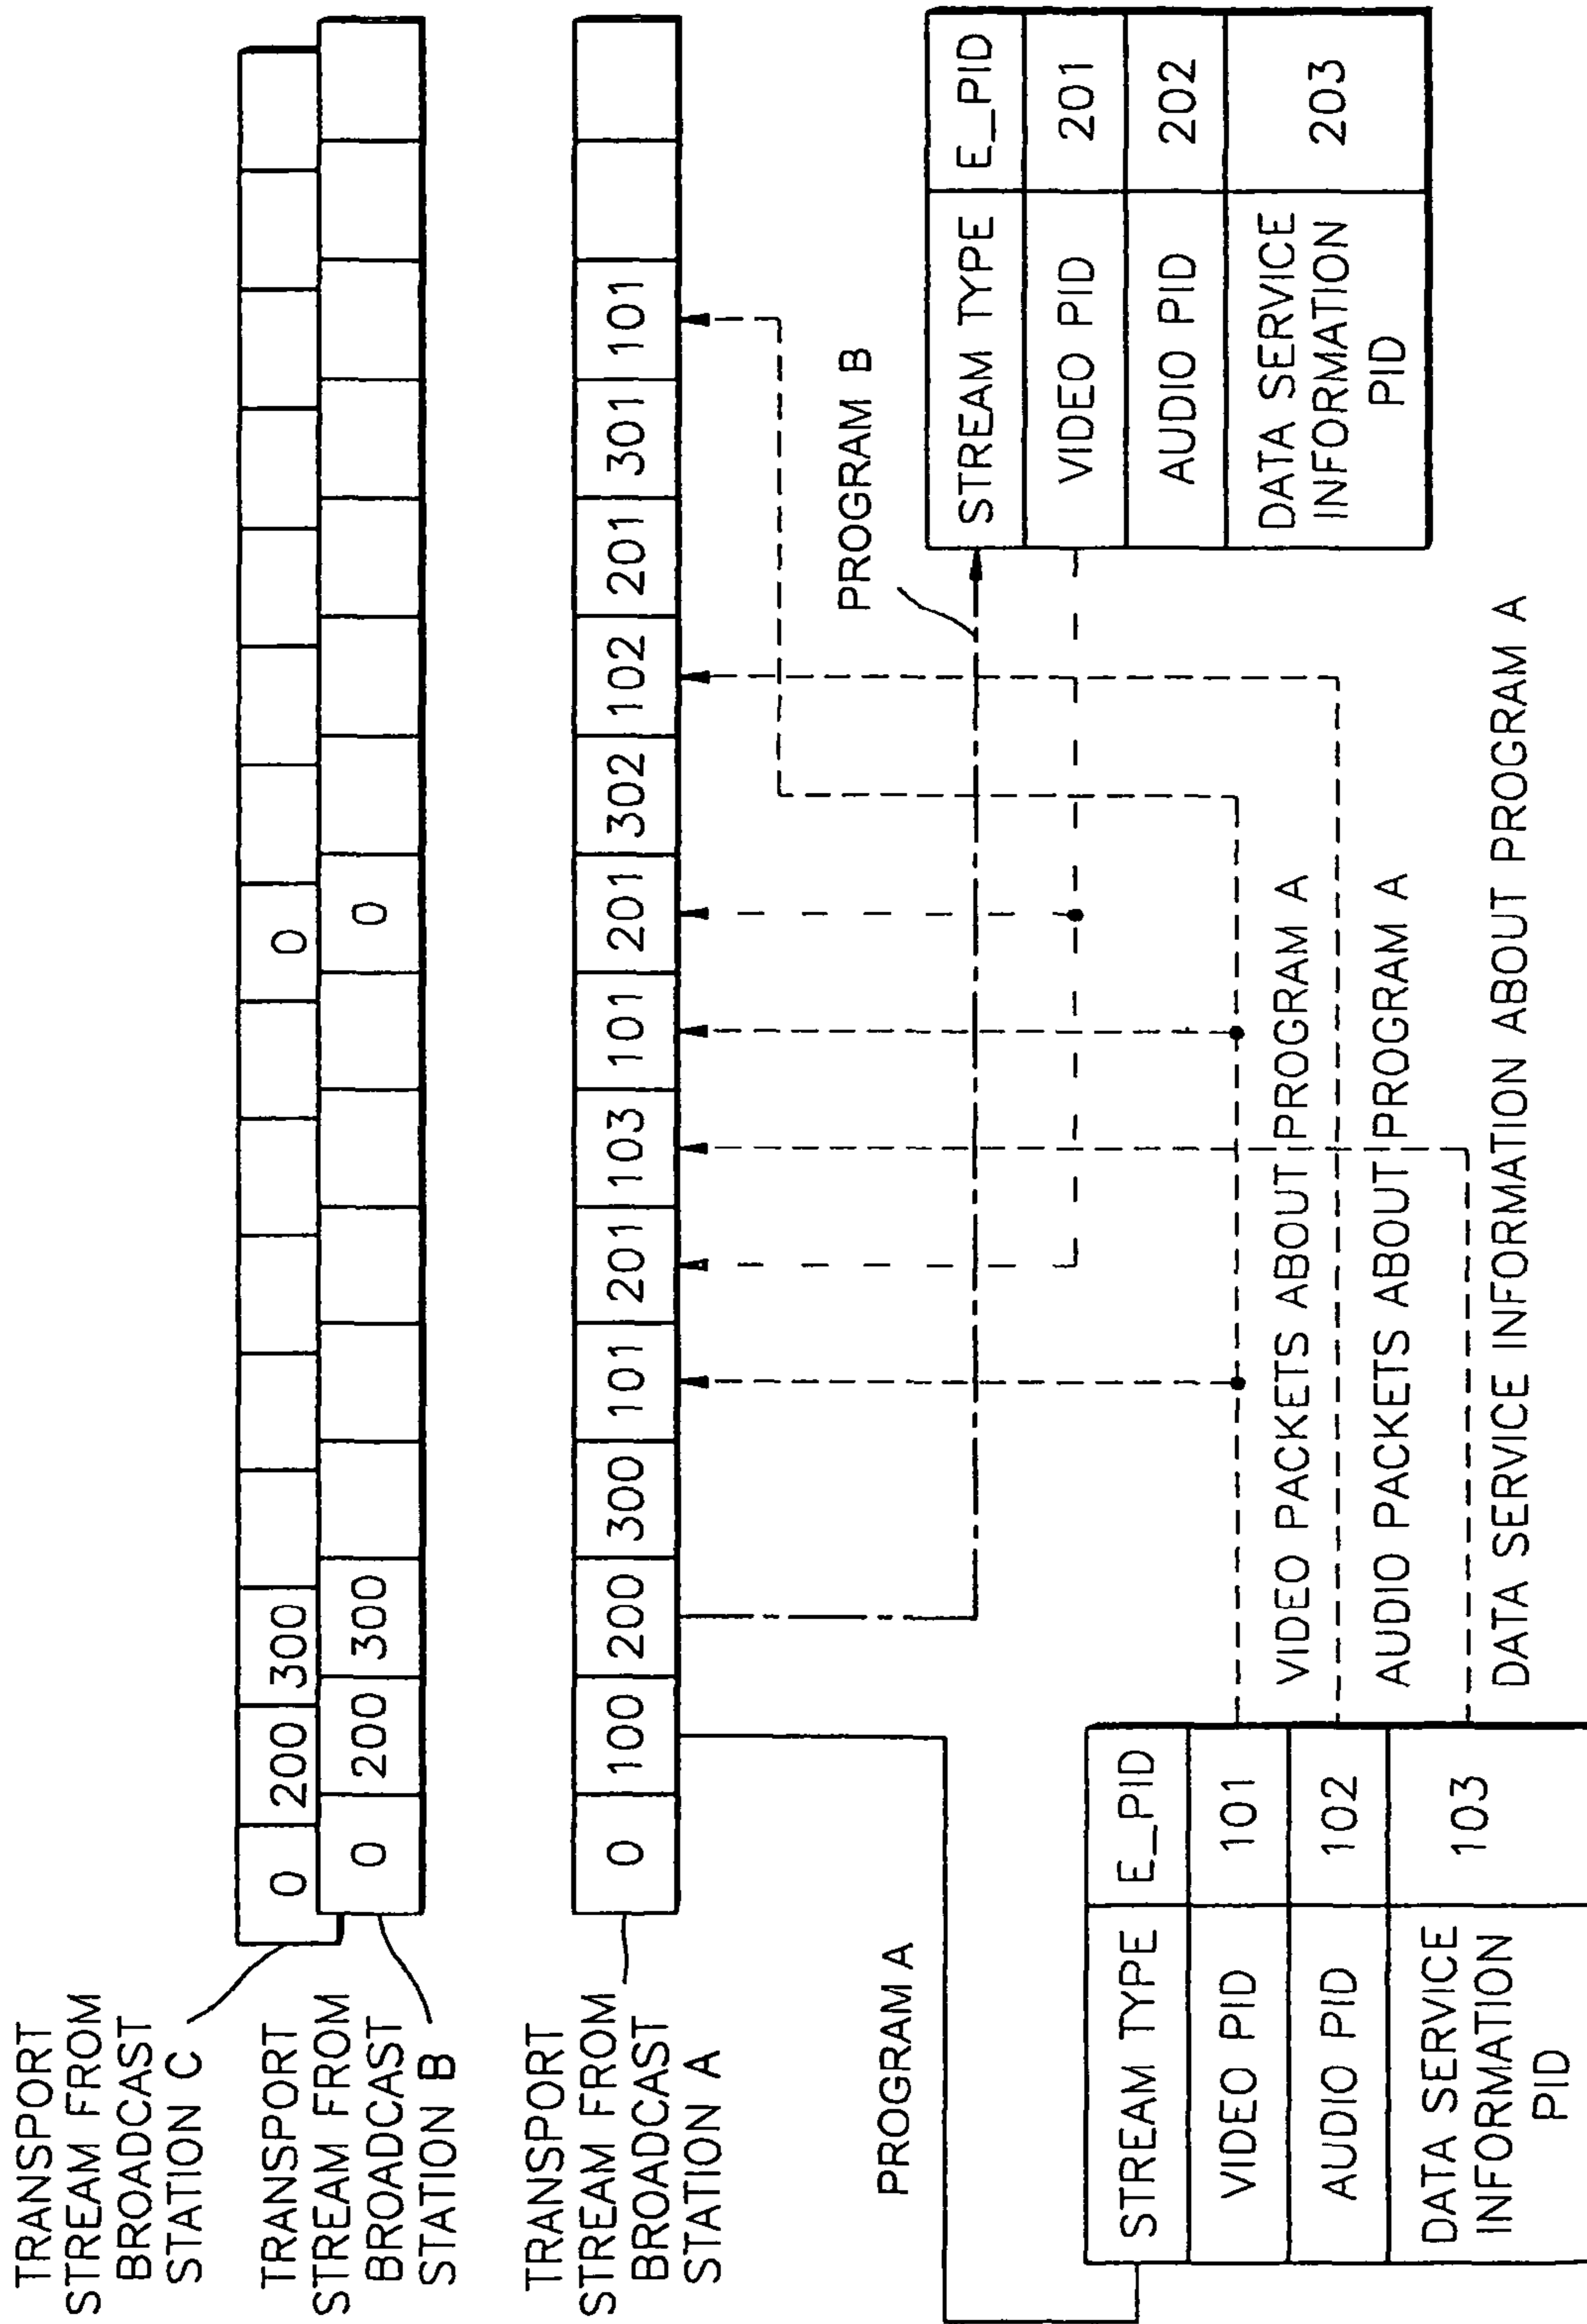 TRANSPORT
STREAM FROM
BROADCAST
STATION C
0 200 300 0
TRANSPORT
STREAM FROM
BROADCAST
STATION B
0 200 300 0
TRANSPORT
STREAM FROM
BROADCAST
STATION A
0 100 200 300 101 201 103 101 201 302 102 201 301 101
PROGRAM A
PROGRAM B
STREAM TYPE E_PID
VIDEO PID 101
AUDIO PID 102
DATA SERVICE
INFORMATION
PID
103
VIDEO PACKETS ABOUT PROGRAM A
AUDIO PACKETS ABOUT PROGRAM A
DATA SERVICE INFORMATION ABOUT PROGRAM A
STREAM TYPE E_PID
VIDEO PID 201
AUDIO PID 202
DATA SERVICE
INFORMATION
PID
203